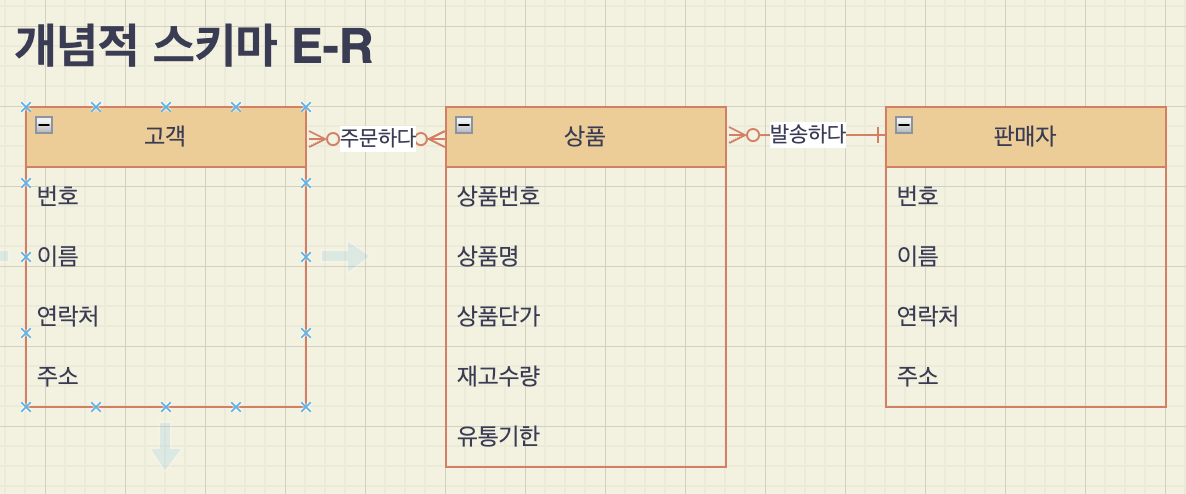 개념적 스키마 E-R
고객
주문하다
상품
발송하다
판매자
번호
이름
연락처
주소
상품번호
상품명
상품단가
재고수량
유통기한
번호
이름
연락처
주소